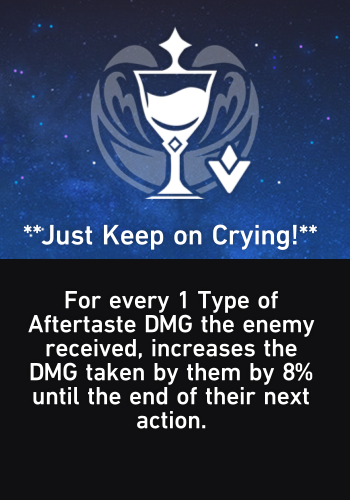 **Just Keep on Crying!**
For every 1 Type of
Aftertaste DMG the enemy
received, increases the
DMG taken by them by 8%
until the end of their next
action.